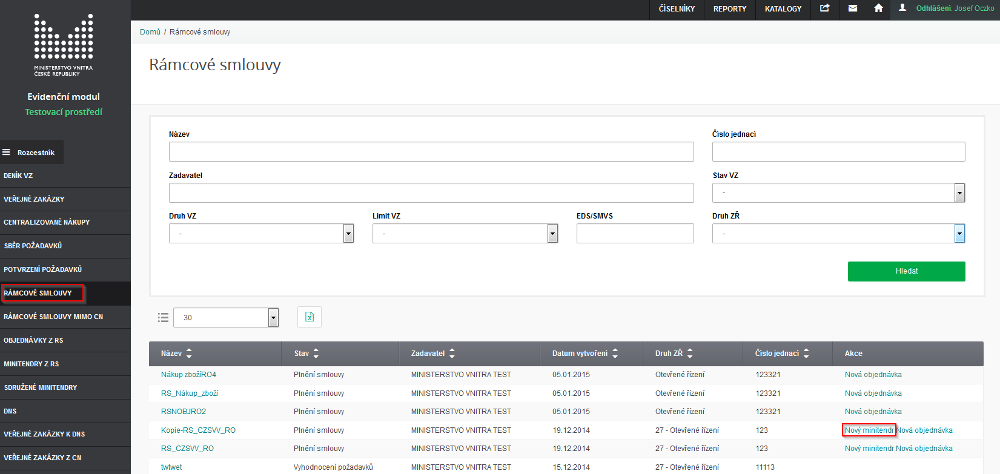 ČÍSELNÍKY REPORTY KATALOGY Odhlášení: Josef Oczko
MINISTERSTVO VNITRA
ČESKÉ REPUBLIKY
Evidenční modul
Testovací prostředí
Rozcestník
DENÍK VZ
VEŘEJNÉ ZAKÁZKY
CENTRALIZOVANÉ NÁKUPY
SBĚR POŽADAVKŮ
POTVRZENÍ POŽADAVKŮ
RÁMCOVÉ SMLOUVY
RÁMCOVÉ SMLOUVY MIMO CN
OBJEDNÁVKY Z RS
MINITENDRY Z RS
SDRUŽENÉ MINITENDRY
DNS
VEŘEJNÉ ZAKÁZKY K DNS
VEŘEJNÉ ZAKÁZKY Z CN
Domů / Rámcové smlouvy
Rámcové smlouvy
Název Číslo jednací
Zadavatel Stav VZ
-
Druh VZ Limit VZ EDS/SMVS Druh ZŘ
- - -
Hledat
30
Název Stav Zadavatel Datum vytvoření Druh ZŘ Číslo jednací Akce
Nákup zbožíRO4 Plnění smlouvy MINISTERSTVO VNITRA TEST 05.01.2015 Otevřené řízení 123321 Nová objednávka
RS_Nákup_zboží Plnění smlouvy MINISTERSTVO VNITRA TEST 05.01.2015 Otevřené řízení 123321 Nová objednávka
RSNOBJRO2 Plnění smlouvy MINISTERSTVO VNITRA TEST 05.01.2015 Otevřené řízení 123321 Nová objednávka
Kopie-RS_CZSVV_RO Plnění smlouvy MINISTERSTVO VNITRA TEST 19.12.2014 27 - Otevřené řízení 123 Nový minitendr Nová objednávka
RS_CZSVV_RO Plnění smlouvy MINISTERSTVO VNITRA TEST 19.12.2014 27 - Otevřené řízení 123 Nový minitendr Nová objednávka
twtwet Vyhodnocení požadavků MINISTERSTVO VNITRA TEST 15.12.2014 27 - Otevřené řízení 11113